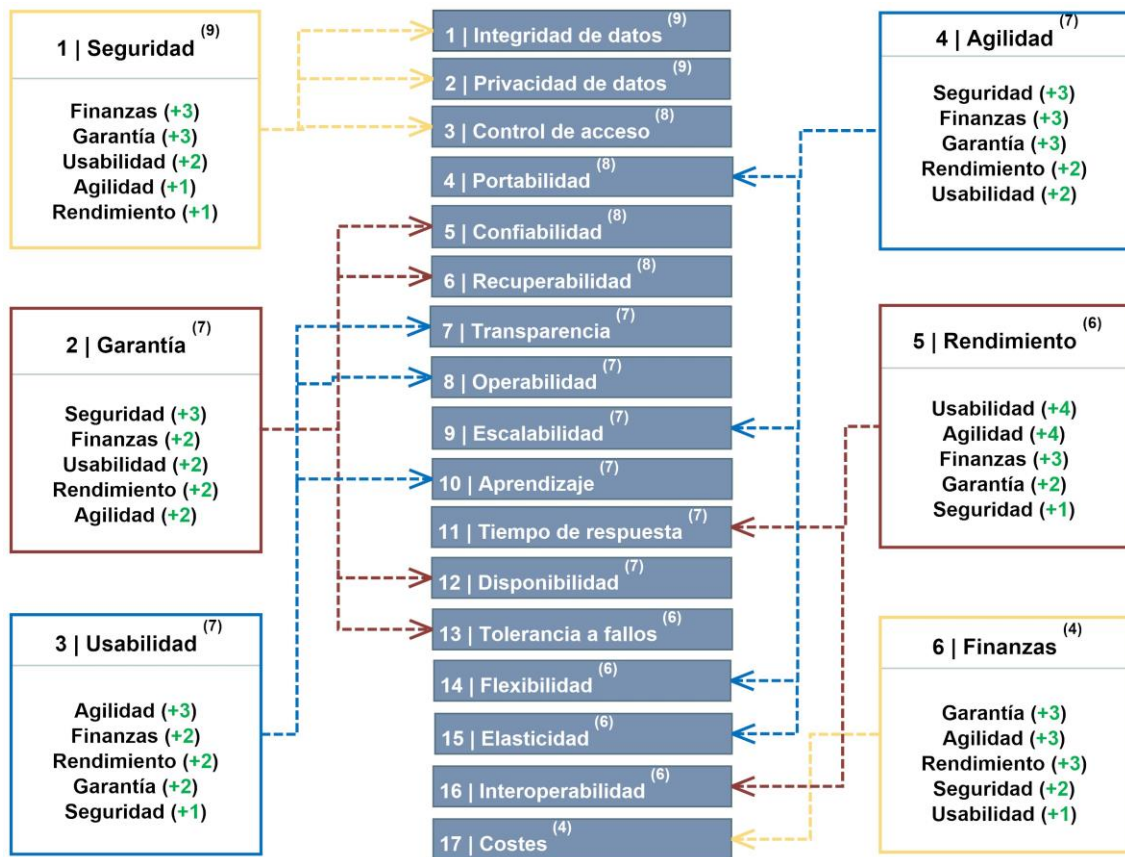 1 | Seguridad (9)
Finanzas (+3)
Garantía (+3)
Usabilidad (+2)
Agilidad (+1)
Rendimiento (+1)
2 | Garantía (7)
Seguridad (+3)
Finanzas (+2)
Usabilidad (+2)
Rendimiento (+2)
Agilidad (+2)
3 | Usabilidad (7)
Agilidad (+3)
Finanzas (+2)
Rendimiento (+2)
Garantía (+2)
Seguridad (+1)
1 | Integridad de datos (9)
2 | Privacidad de datos (9)
3 | Control de acceso (8)
4 | Portabilidad (8)
5 | Confiabilidad (8)
6 | Recuperabilidad (8)
7 | Transparencia (7)
8 | Operabilidad (7)
9 | Escalabilidad (7)
10 | Aprendizaje (7)
11 | Tiempo de respuesta (7)
12 | Disponibilidad (7)
13 | Tolerancia a fallos (6)
14 | Flexibilidad (6)
15 | Elasticidad (6)
16 | Interoperabilidad (6)
17 | Costes (4)
4 | Agilidad (7)
Seguridad (+3)
Finanzas (+3)
Garantía (+3)
Rendimiento (+2)
Usabilidad (+2)
5 | Rendimiento (6)
Usabilidad (+4)
Agilidad (+4)
Finanzas (+3)
Garantía (+2)
Seguridad (+1)
6 | Finanzas (4)
Garantía (+3)
Agilidad (+3)
Rendimiento (+3)
Seguridad (+2)
Usabilidad (+1)